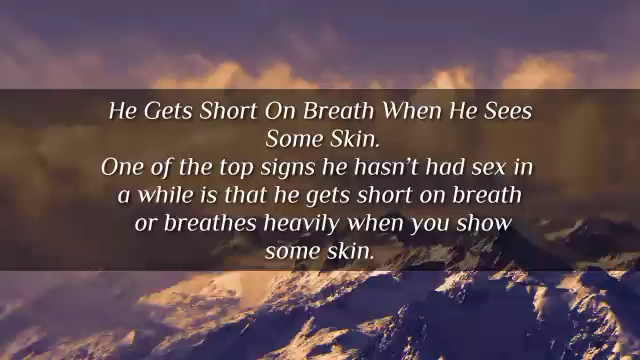 He Gets Short On Breath When He Sees
Some Skin.
One of the top signs he hasn’t had sex in
a while is that he gets short on breath
or breathes heavily when you show
some skin.